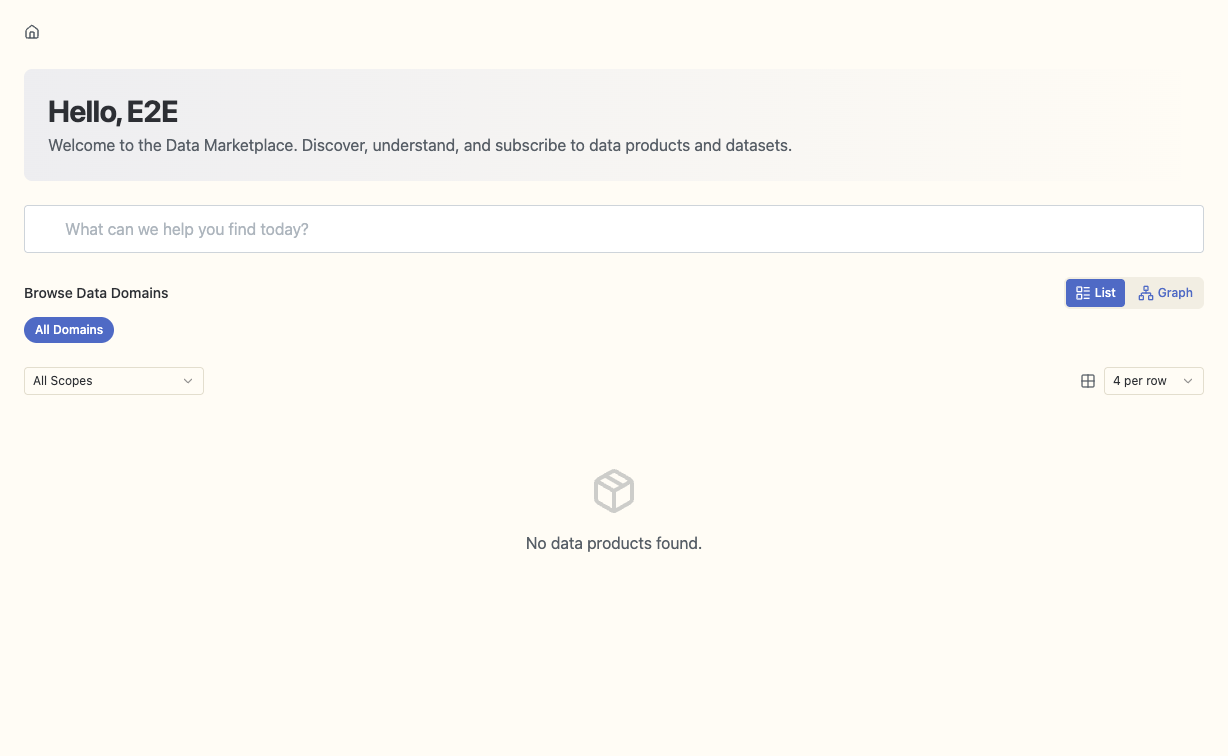 Hello, E2E
Welcome to the Data Marketplace. Discover, understand, and subscribe to data products and datasets.
What can we help you find today?
Browse Data Domains
List
Graph
All Domains
All Scopes
4 per row
No data products found.